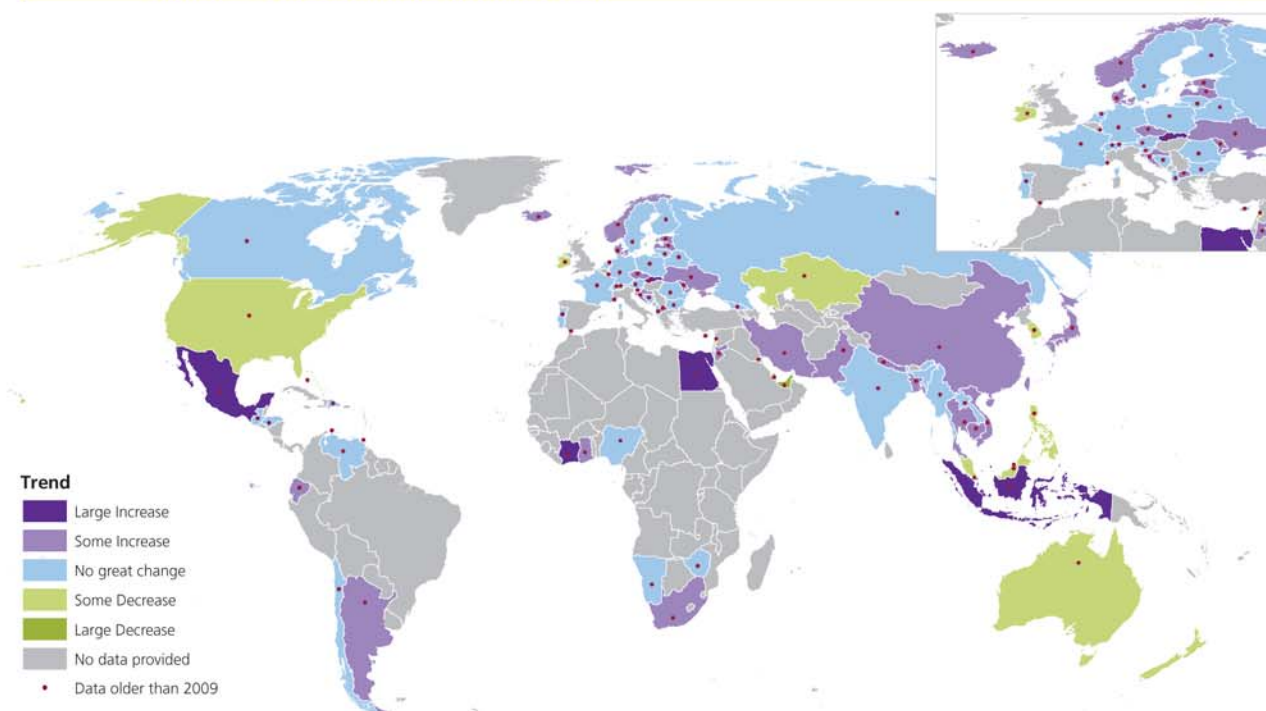 Trend
Large Increase
Some Increase
No great change
Some Decrease
Large Decrease
No data provided
Data older than 2009